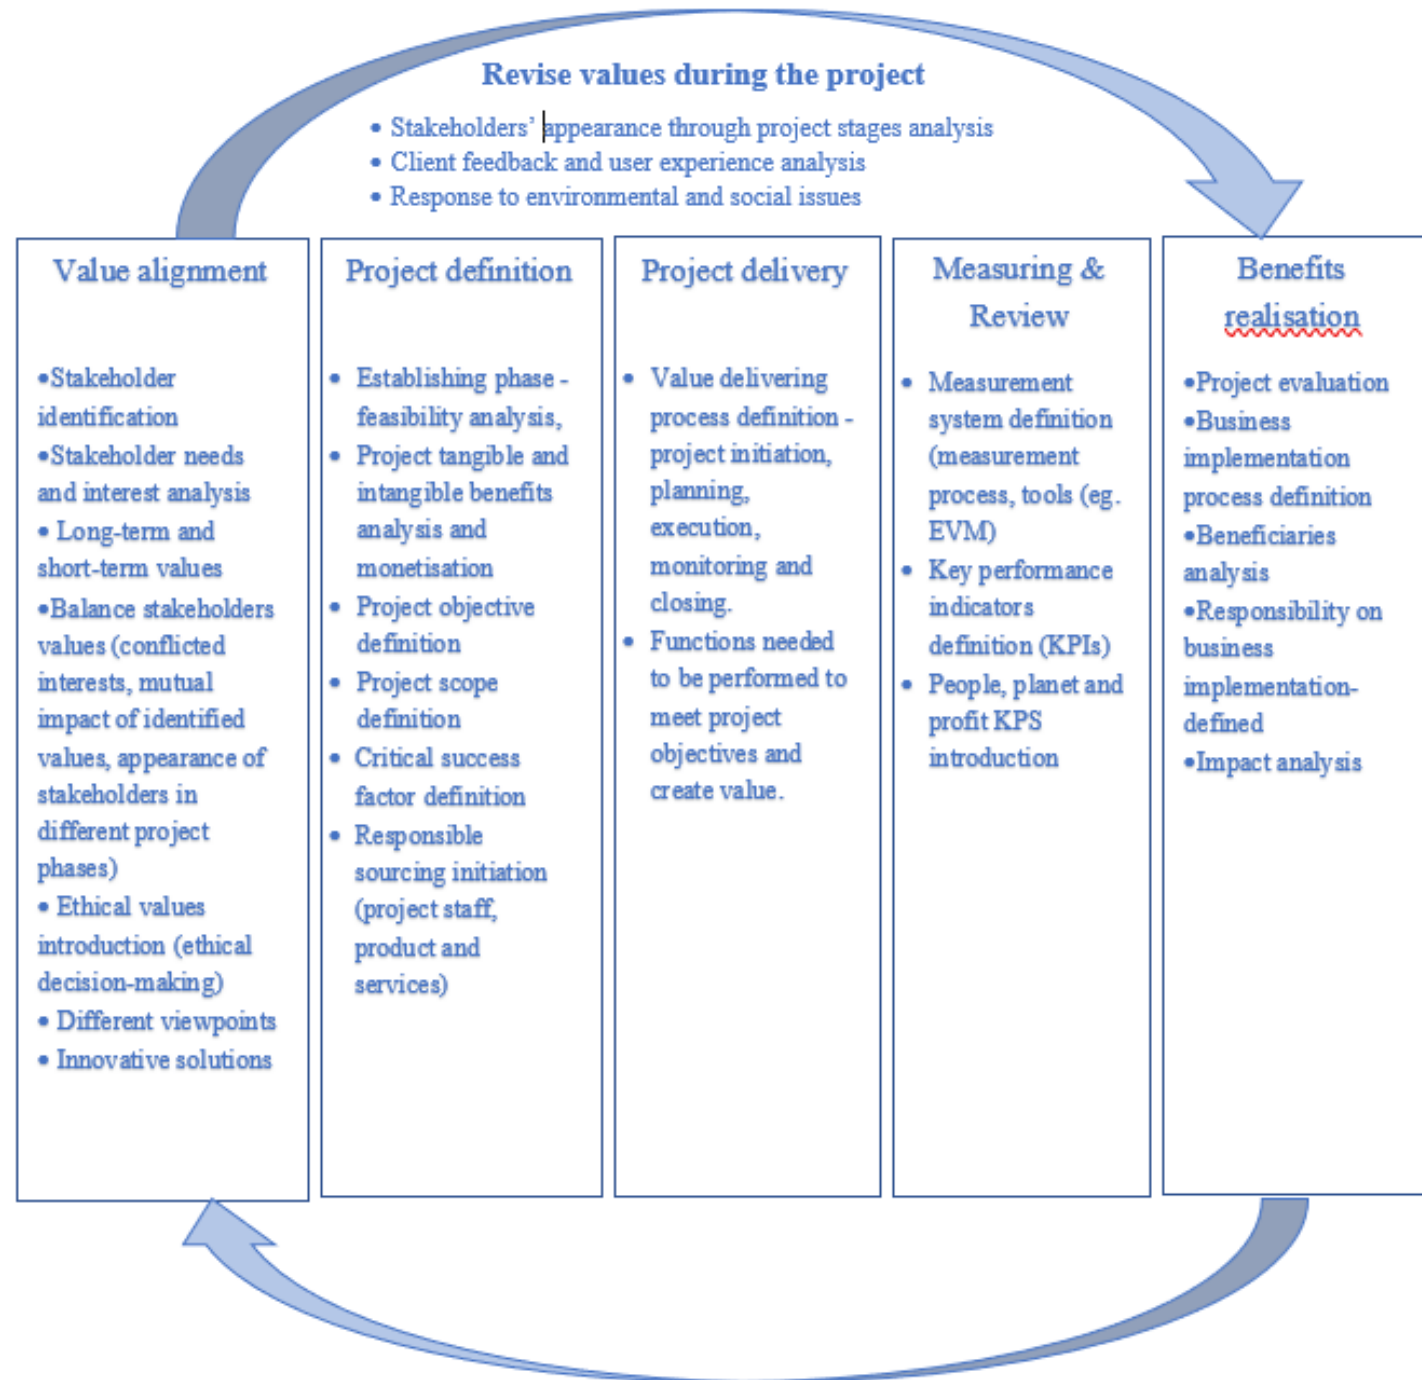 Revise values during the project
• Stakeholders’ appearance through project stages analysis
• Client feedback and user experience analysis
• Response to environmental and social issues
Value alignment
•Stakeholder
identification
•Stakeholder needs
and interest analysis
• Long-term and
short-term values
•Balance stakeholders
values (conflicted
interests, mutual
impact of identified
values, appearance of
stakeholders in
different project
phases)
• Ethical values
introduction (ethical
decision-making)
• Different viewpoints
• Innovative solutions
Project definition
• Establishing phase -
feasibility analysis,
• Project tangible and
intangible benefits
analysis and
monetisation
• Project objective
definition
• Project scope
definition
• Critical success
factor definition
• Responsible
sourcing initiation
(project staff,
product and
services)
Project delivery
• Value delivering
process definition -
project initiation,
planning,
execution,
monitoring and
closing.
• Functions needed
to be performed to
meet project
objectives and
create value.
Measuring &
Review
• Measurement
system definition
(measurement
process, tools (eg.
EVM)
• Key performance
indicators
definition (KPIs)
• People, planet and
profit KPS
introduction
Benefits
realisation
•Project evaluation
•Business
implementation
process definition
•Beneficiaries
analysis
•Responsibility on
business
implementation-
defined
•Impact analysis